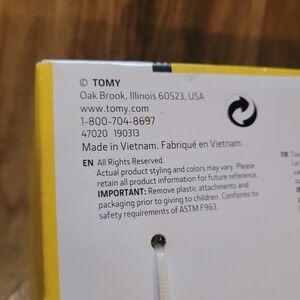 © TOMY
Oak Brook, Illinois 60523, USA
www.tomy.com
1-800-704-8697
47020 190313
Made in Vietnam. Fabriqué en Vietnam.
EN All Rights Reserved.
Actual product styling and colors may vary. Please
retain all product information for future reference.
IMPORTANT: Remove plastic attachments and
packaging prior to giving to children. Conforms to
safety requirements of ASTM F963.
FR